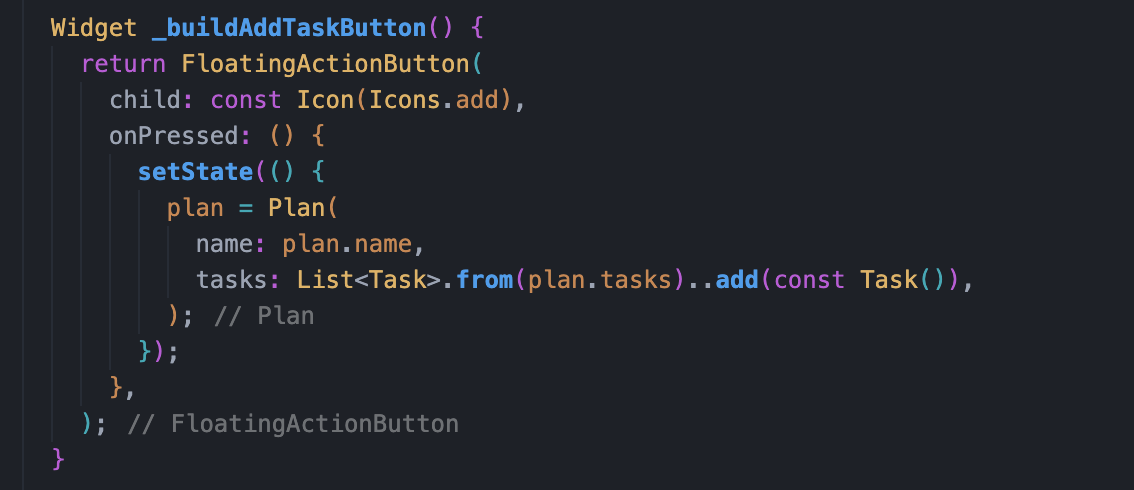 Widget _buildAddTaskButton() {
  return FloatingActionButton(
    child: const Icon(Icons.add),
    onPressed: () {
      setState(() {
        plan = Plan(
          name: plan.name,
          tasks: List<Task>.from(plan.tasks)..add(const Task()),
        ); // Plan
      });
    },
  ); // FloatingActionButton
}